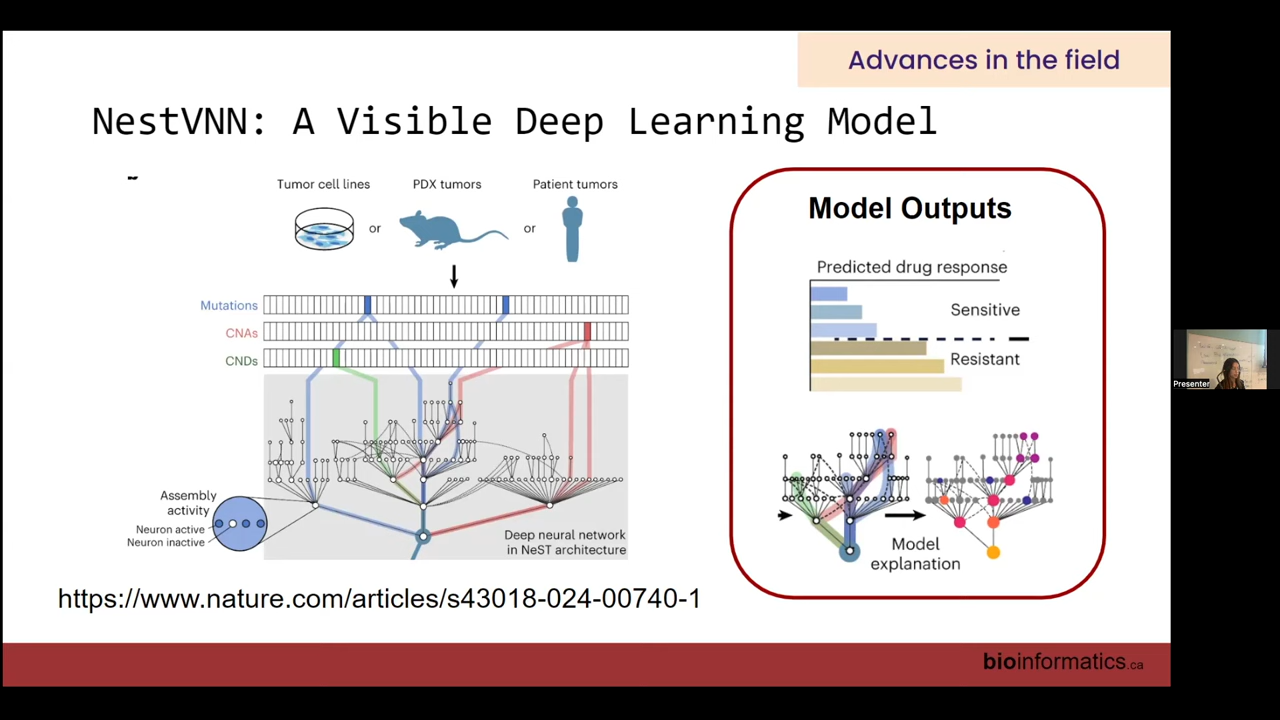 Advances in the field
NestVNN: A Visible Deep Learning Model
Tumor cell lines
PDX tumors
Patient tumors
or
or
Mutations
CNAs
CNDs
Assembly
activity
Neuron active
Neuron inactive
Deep neural network
in NeST architecture
https://www.nature.com/articles/s43018-024-00740-1
Model Outputs
Predicted drug response
Sensitive
Resistant
Model
explanation
bioinformatics.ca
Presenter